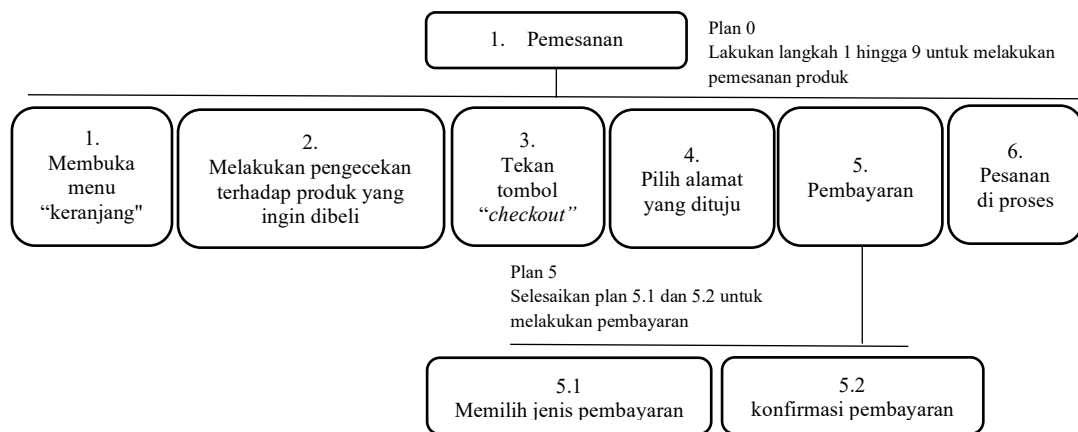 1. Pemesanan
Plan 0
Lakukan langkah 1 hingga 9 untuk melakukan
pemesanan produk
1.
Membuka
menu
“keranjang"
2.
Melakukan pengecekan
terhadap produk yang
ingin dibeli
3.
Tekan
tombol
“checkout”
4.
Pilih alamat
yang dituju
5.
Pembayaran
6.
Pesanan
di proses
Plan 5
Selesaikan plan 5.1 dan 5.2 untuk
melakukan pembayaran
5.1
Memilih jenis pembayaran
5.2
konfirmasi pembayaran